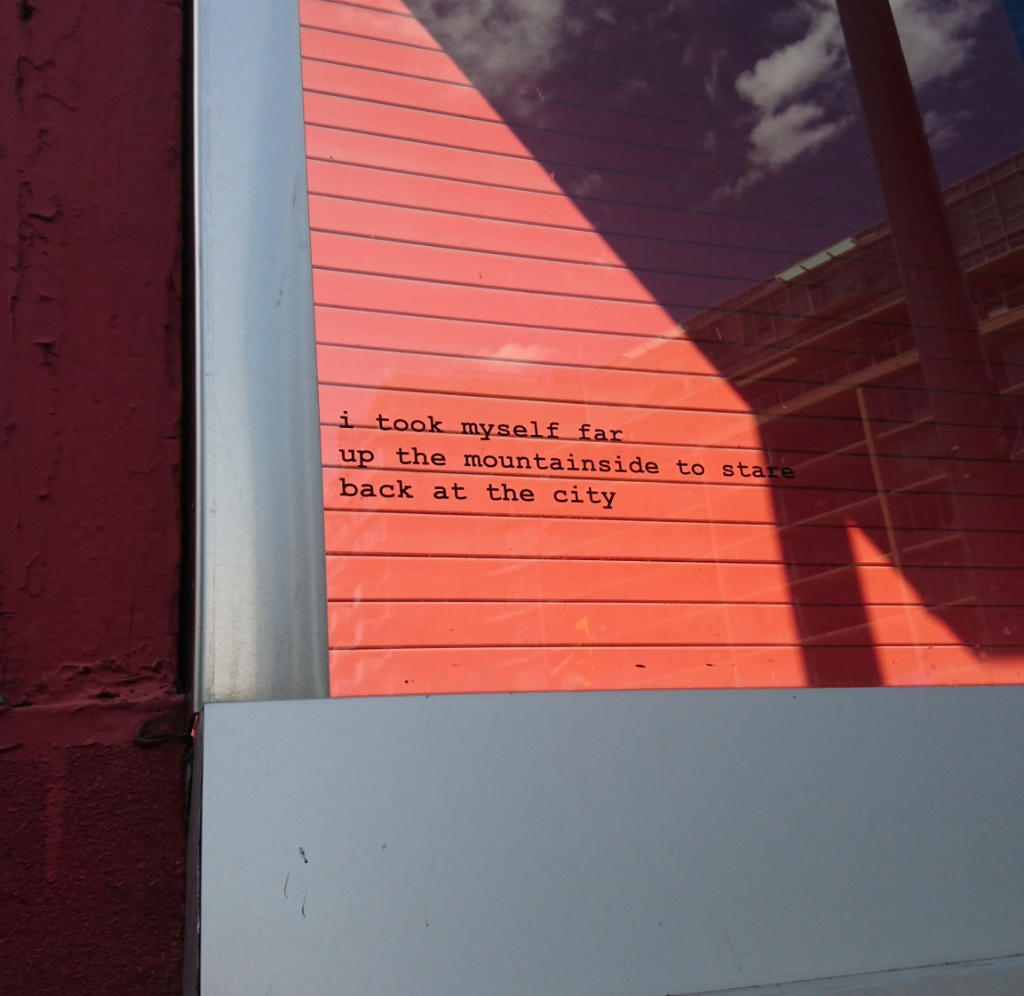 i took myself far
up the mountainside to stare
back at the city